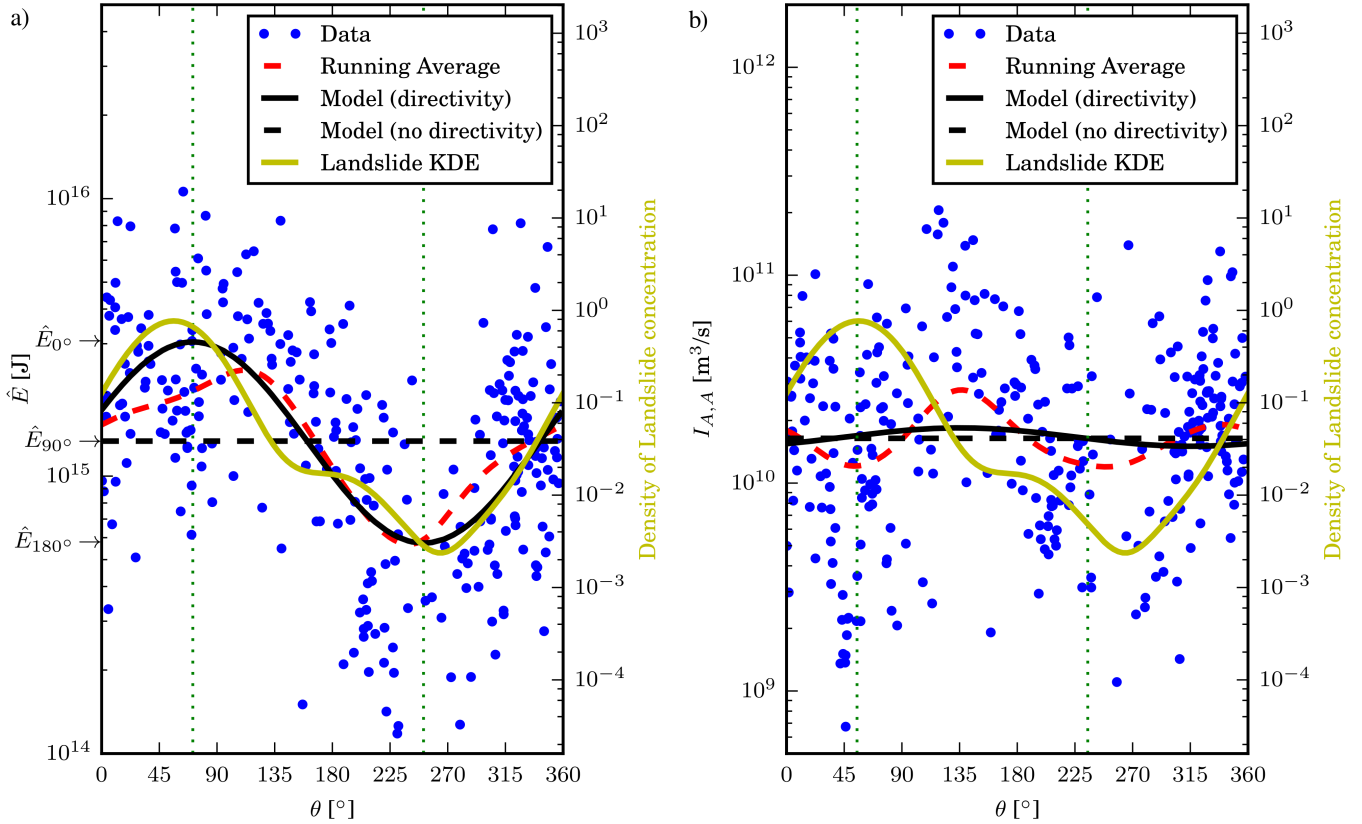 a)
Data
Running Average
Model (directivity)
Model (no directivity)
Landslide KDE
10^16
10^15
10^14
Ê [J]
Ê_0°
Ê_90°
Ê_180°
10^3
10^2
10^1
10^0
10^-1
10^-2
10^-3
10^-4
Density of Landslide concentration
0 45 90 135 180 225 270 315 360
θ [°]
b)
Data
Running Average
Model (directivity)
Model (no directivity)
Landslide KDE
10^12
10^11
10^10
10^9
I_A,A [m^3/s]
10^3
10^2
10^1
10^0
10^-1
10^-2
10^-3
10^-4
Density of Landslide concentration
0 45 90 135 180 225 270 315 360
θ [°]